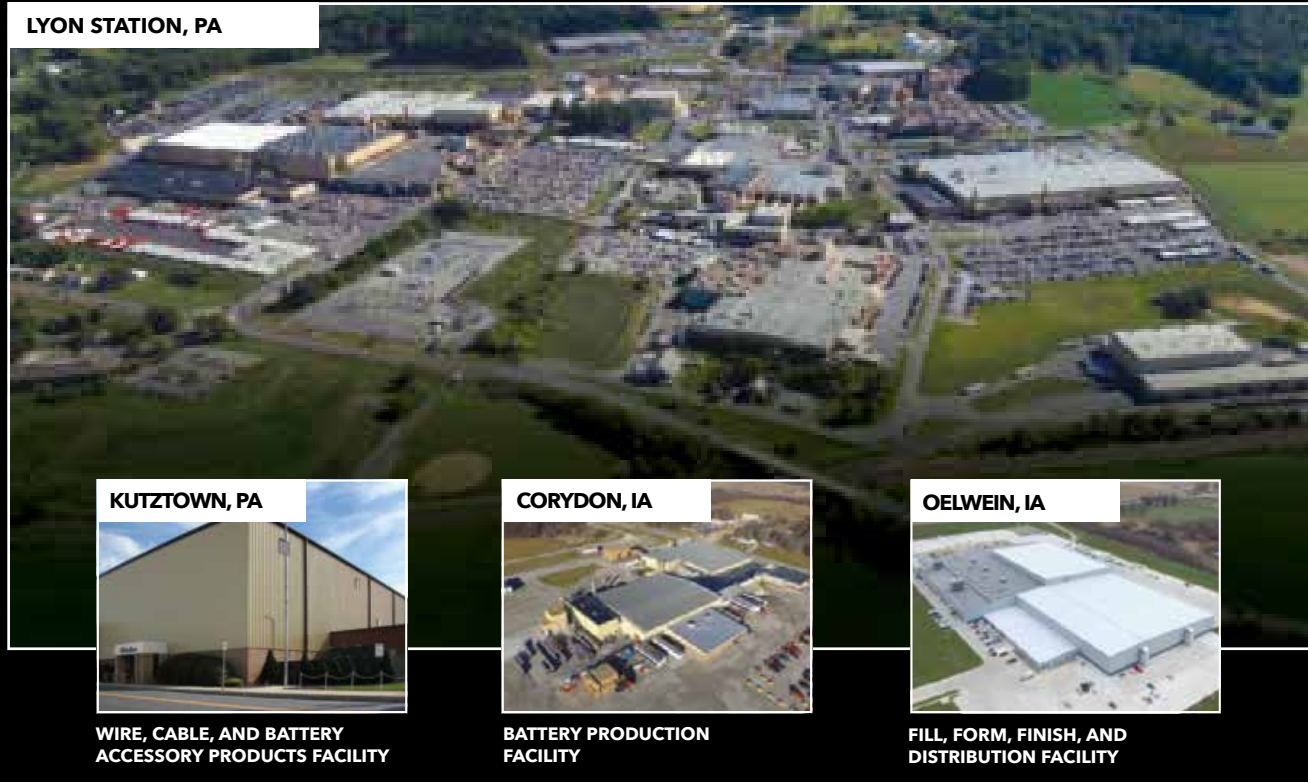 LYON STATION, PA
KUTZTOWN, PA
CORYDON, IA
OELWEIN, IA
WIRE, CABLE, AND BATTERY
ACCESSORY PRODUCTS FACILITY
BATTERY PRODUCTION
FACILITY
FILL, FORM, FINISH, AND
DISTRIBUTION FACILITY